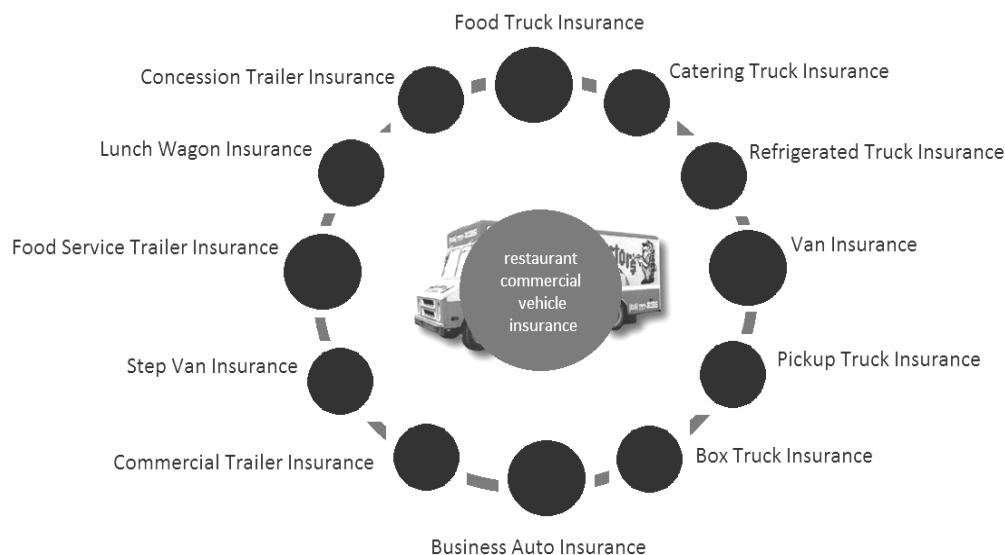 Food Truck Insurance
Concession Trailer Insurance
Catering Truck Insurance
Lunch Wagon Insurance
Refrigerated Truck Insurance
Food Service Trailer Insurance
Van Insurance
restaurant
commercial
vehicle
insurance
Step Van Insurance
Pickup Truck Insurance
Commercial Trailer Insurance
Box Truck Insurance
Business Auto Insurance